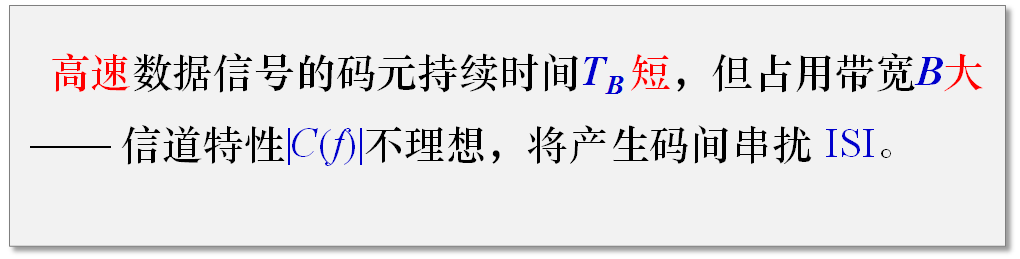 高速数据信号的码元持续时间T_B短，但占用带宽B大
—— 信道特性|C(f)|不理想，将产生码间串扰 ISI。